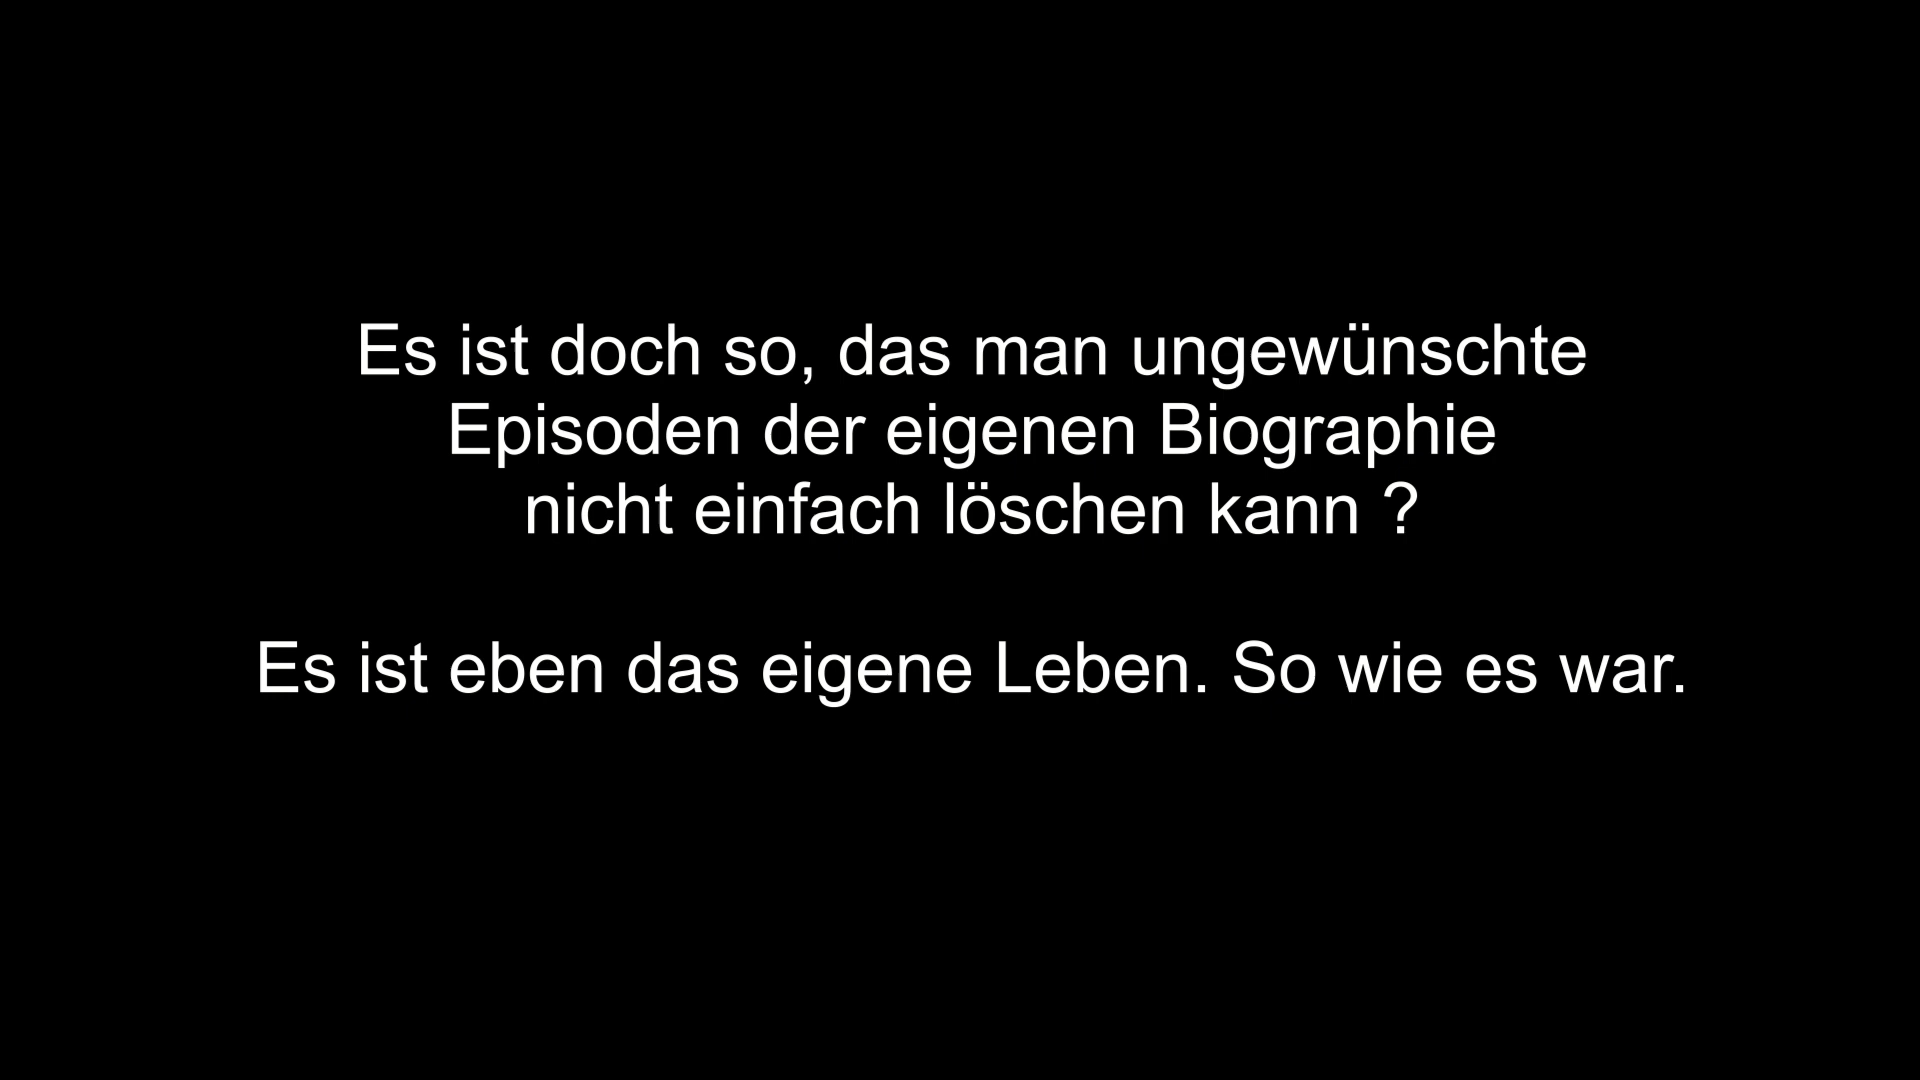 Es ist doch so, das man ungewünschte
Episoden der eigenen Biographie
nicht einfach löschen kann ?
Es ist eben das eigene Leben. So wie es war.